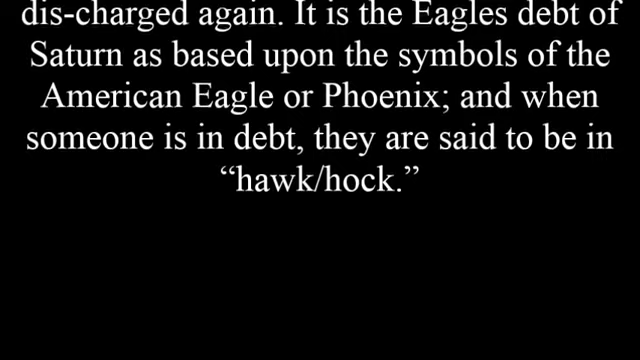 dis-charged again. It is the Eagles debt of
Saturn as based upon the symbols of the
American Eagle or Phoenix; and when
someone is in debt, they are said to be in
“hawk/hock.”